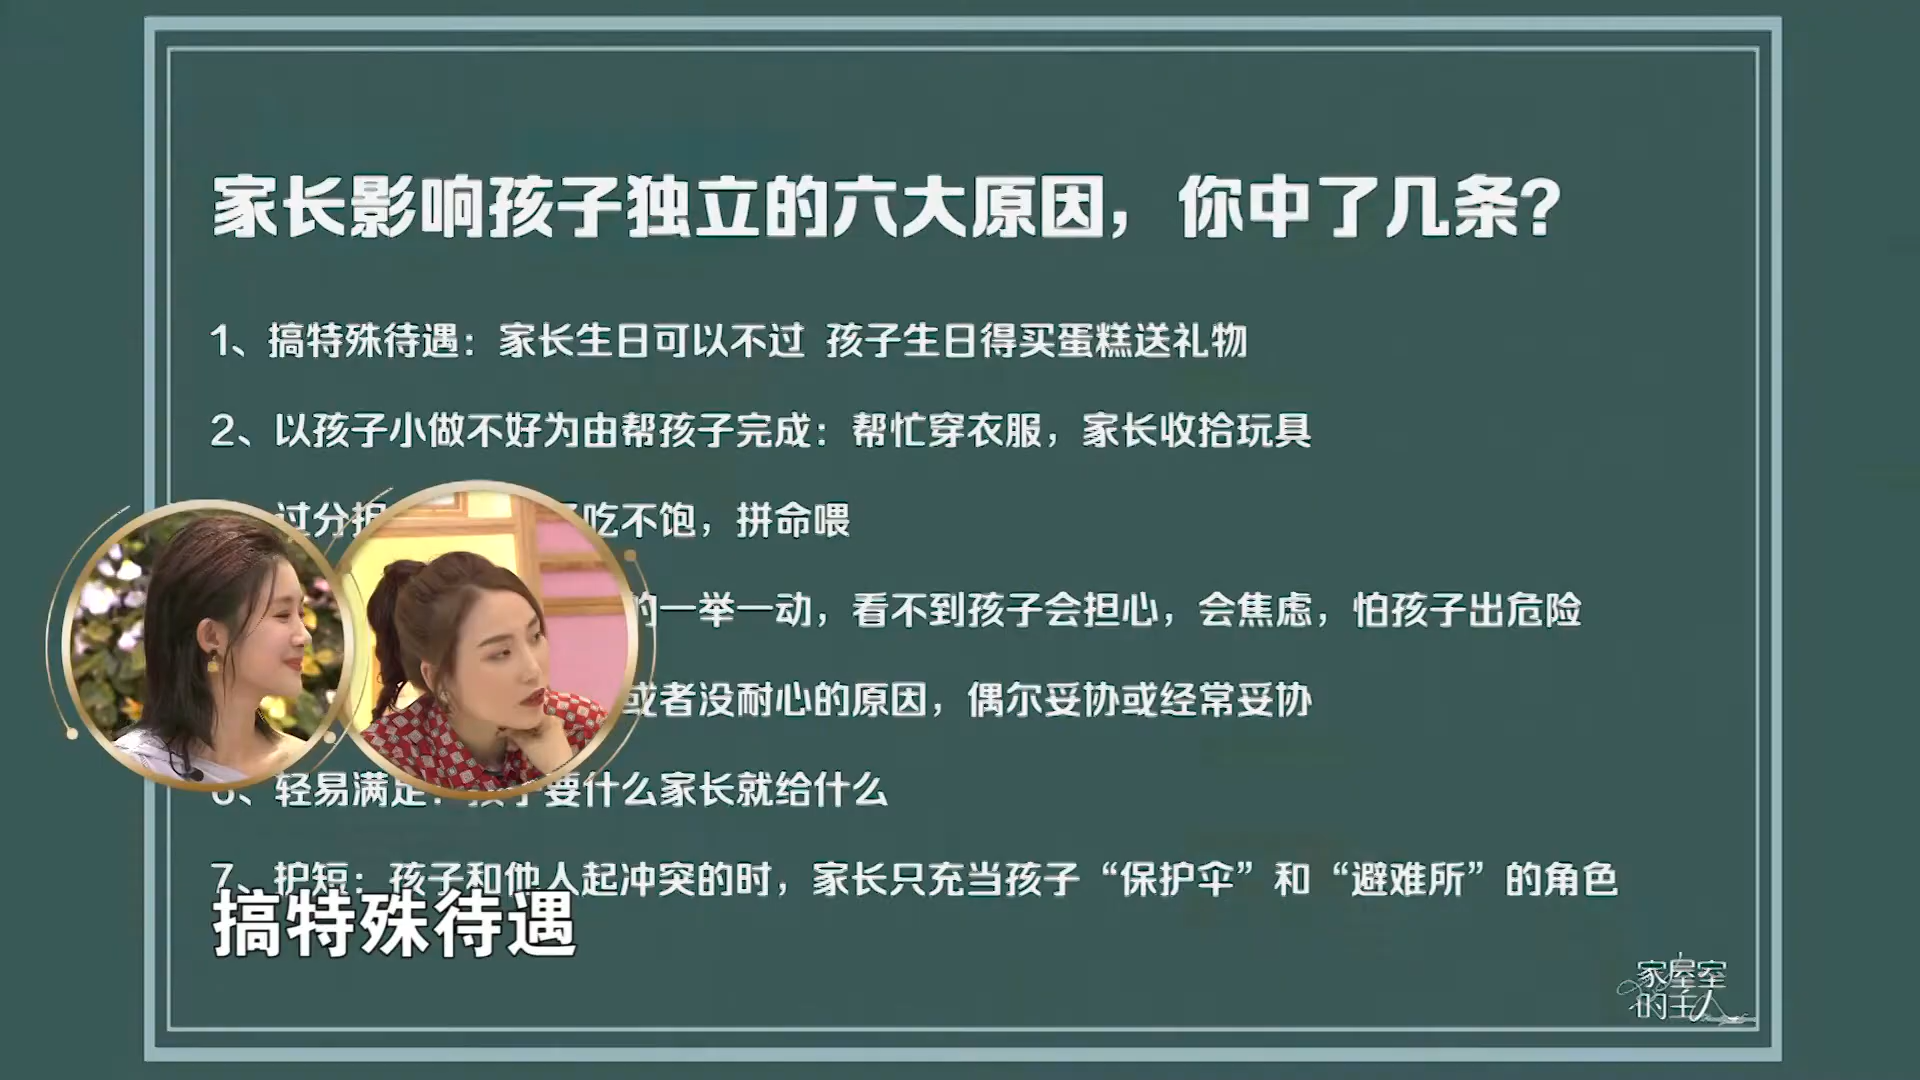 家长影响孩子独立的六大原因，你中了几条？
1、搞特殊待遇：家长生日可以不过 孩子生日得买蛋糕送礼物
2、以孩子小做不好为由帮孩子完成：帮忙穿衣服，家长收拾玩具
过分 吃不饱，拼命喂
的一举一动，看不到孩子会担心，会焦虑，怕孩子出危险
或者没耐心的原因，偶尔妥协或经常妥协
6、轻易满足：孩子要什么家长就给什么
7、护短：孩子和他人起冲突的时，家长只充当孩子“保护伞”和“避难所”的角色
搞特殊待遇
家屋室
的主人